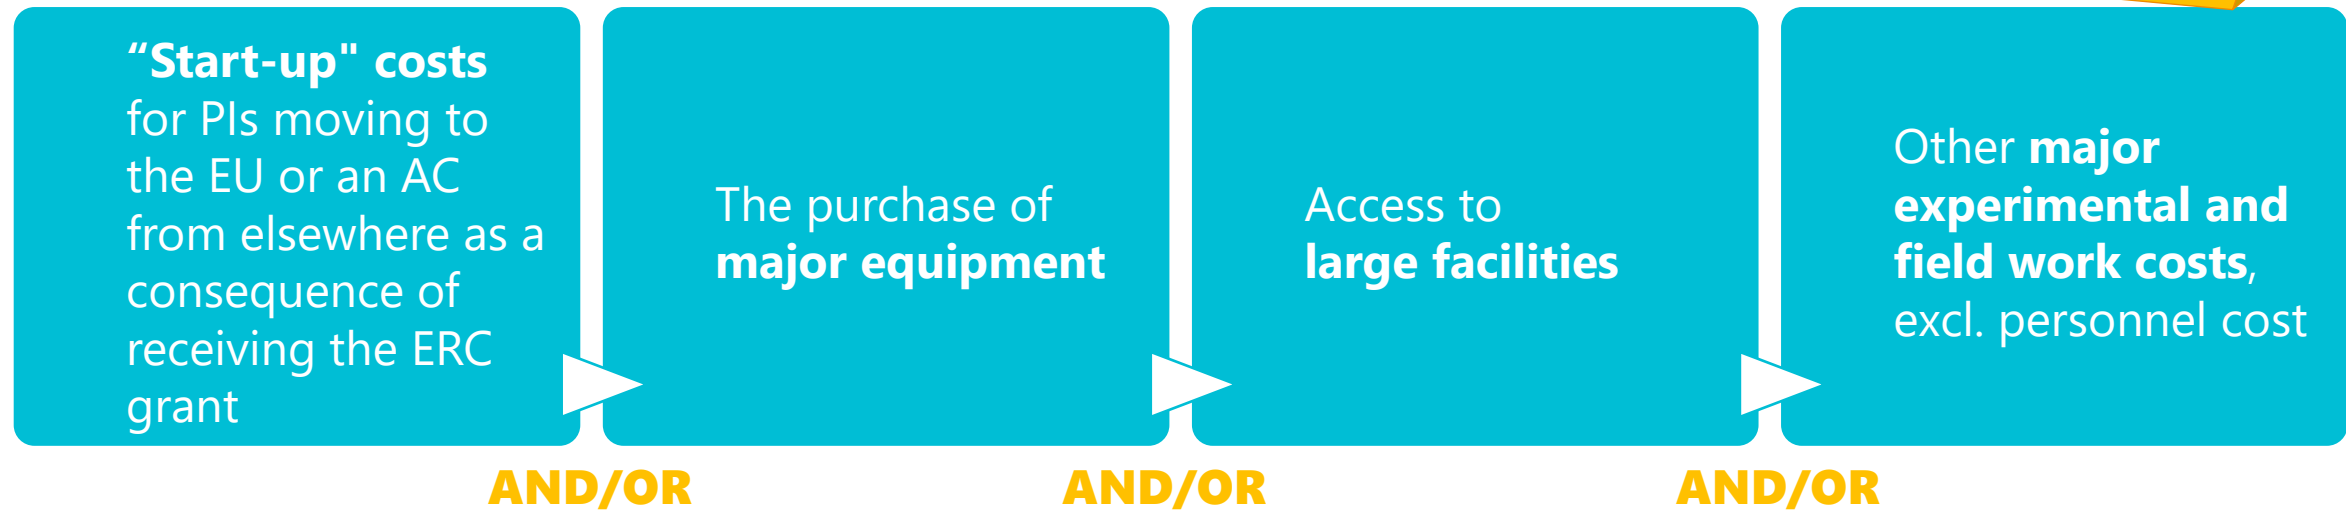 “Start-up" costs
for PIs moving to
the EU or an AC
from elsewhere as a
consequence of
receiving the ERC
grant
The purchase of
major equipment
Access to
large facilities
Other major
experimental and
field work costs,
excl. personnel cost
AND/OR
AND/OR
AND/OR